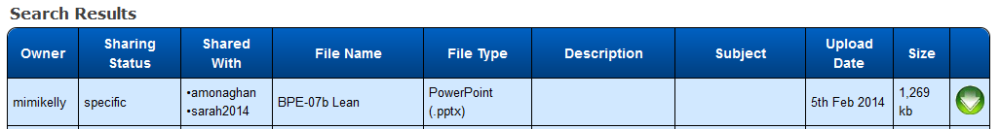 Search Results
Owner Sharing Status Shared With File Name File Type Description Subject Upload Date Size
mimikelly specific •amonaghan •sarah2014 BPE-07b Lean PowerPoint (.pptx) 5th Feb 2014 1,269 kb